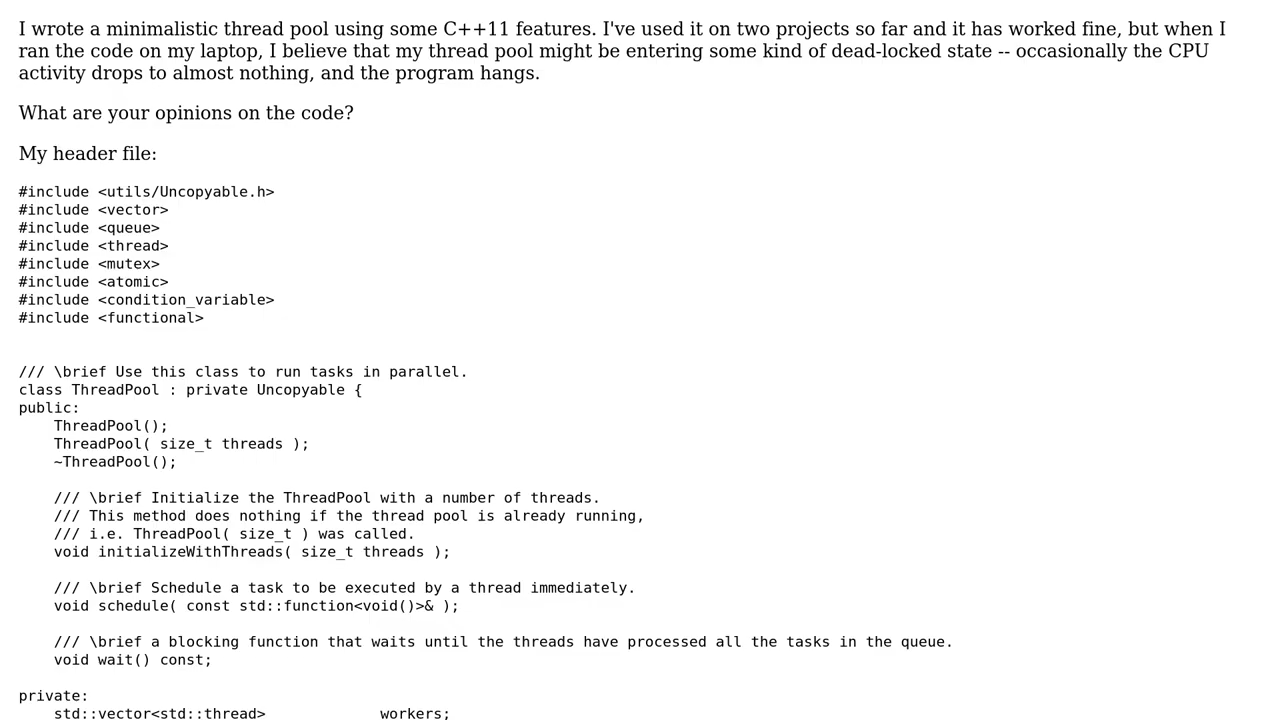 I wrote a minimalistic thread pool using some C++11 features. I've used it on two projects so far and it has worked fine, but when I
ran the code on my laptop, I believe that my thread pool might be entering some kind of dead-locked state -- occasionally the CPU
activity drops to almost nothing, and the program hangs.
What are your opinions on the code?
My header file:
#include <utils/Uncopyable.h>
#include <vector>
#include <queue>
#include <thread>
#include <mutex>
#include <atomic>
#include <condition_variable>
#include <functional>
/// \brief Use this class to run tasks in parallel.
class ThreadPool : private Uncopyable {
public:
    ThreadPool();
    ThreadPool( size_t threads );
    ~ThreadPool();
    /// \brief Initialize the ThreadPool with a number of threads.
    /// This method does nothing if the thread pool is already running,
    /// i.e. ThreadPool( size_t ) was called.
    void initializeWithThreads( size_t threads );
    /// \brief Schedule a task to be executed by a thread immediately.
    void schedule( const std::function<void()>& );
    /// \brief a blocking function that waits until the threads have processed all the tasks in the queue.
    void wait() const;
private:
    std::vector<std::thread>             workers;